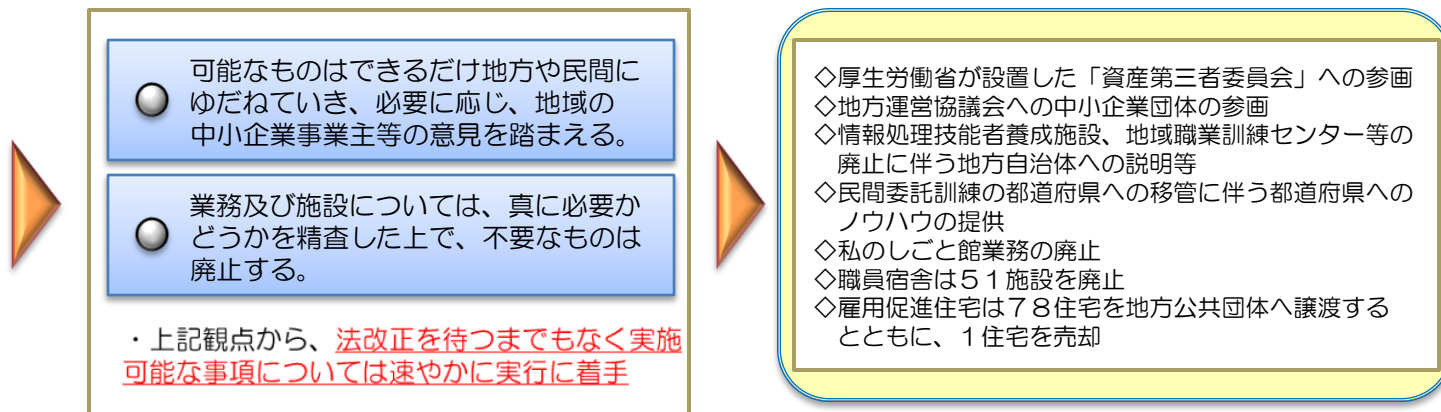 可能なものはできるだけ地方や民間に
ゆだねていき、必要に応じ、地域の
中小企業事業主等の意見を踏まえる。
業務及び施設については、真に必要か
どうかを精査した上で、不要なものは
廃止する。
・上記観点から、法改正を待つまでもなく実施
可能な事項については速やかに実行に着手
◇厚生労働省が設置した「資産第三者委員会」への参画
◇地方運営協議会への中小企業団体の参画
◇情報処理技能者養成施設、地域職業訓練センター等の
廃止に伴う地方自治体への説明等
◇民間委託訓練の都道府県への移管に伴う都道府県への
ノウハウの提供
◇私のしごと館業務の廃止
◇職員宿舎は５１施設を廃止
◇雇用促進住宅は７８住宅を地方公共団体へ譲渡する
とともに、１住宅を売却